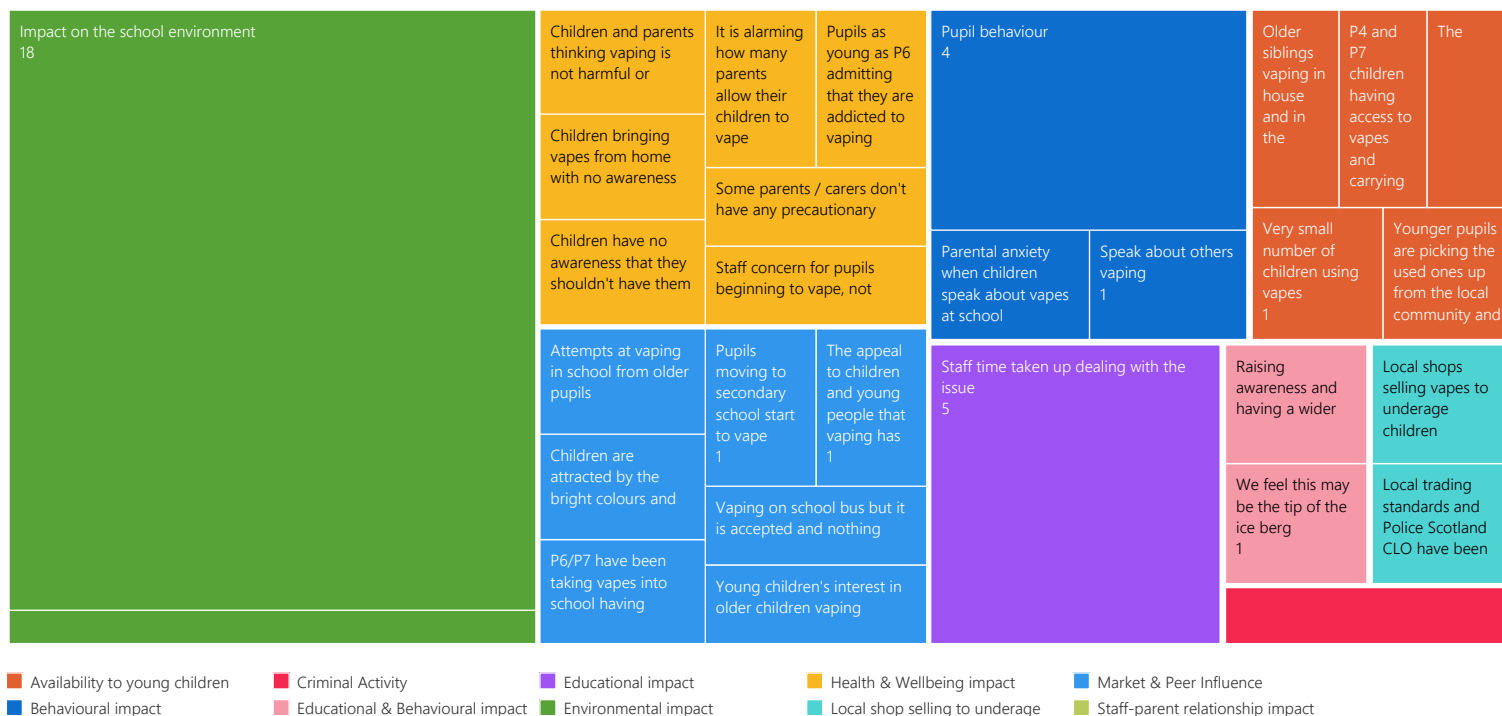 Impact on the school environment
18
Children and parents
thinking vaping is
not harmful or
Children bringing
vapes from home
with no awareness
Children have no
awareness that they
shouldn't have them
It is alarming
how many
parents
allow their
children to
vape
Pupils as
young as P6
admitting
that they are
addicted to
vaping
Some parents / carers don't
have any precautionary
Staff concern for pupils
beginning to vape, not
Attempts at vaping
in school from older
pupils
Children are
attracted by the
bright colours and
P6/P7 have been
taking vapes into
school having
Pupils
moving to
secondary
school start
to vape
1
The appeal
to children
and young
people that
vaping has
1
Vaping on school bus but it
is accepted and nothing
Young children's interest in
older children vaping
Pupil behaviour
4
Parental anxiety
when children
speak about vapes
at school
Speak about others
vaping
1
Older
siblings
vaping in
house and in
the
P4 and
P7
children
having
access to
vapes
and
carrying
The
Very small
number of
children using
vapes
1
Younger pupils
are picking the
used ones up
from the local
community and
Staff time taken up dealing with the
issue
5
Raising
awareness and
having a wider
We feel this may
be the tip of the
ice berg
1
Local shops
selling vapes to
underage
children
Local trading
standards and
Police Scotland
CLO have been
Availability to young children
Criminal Activity
Educational impact
Health & Wellbeing impact
Market & Peer Influence
Behavioural impact
Educational & Behavioural impact
Environmental impact
Local shop selling to underage
Staff-parent relationship impact